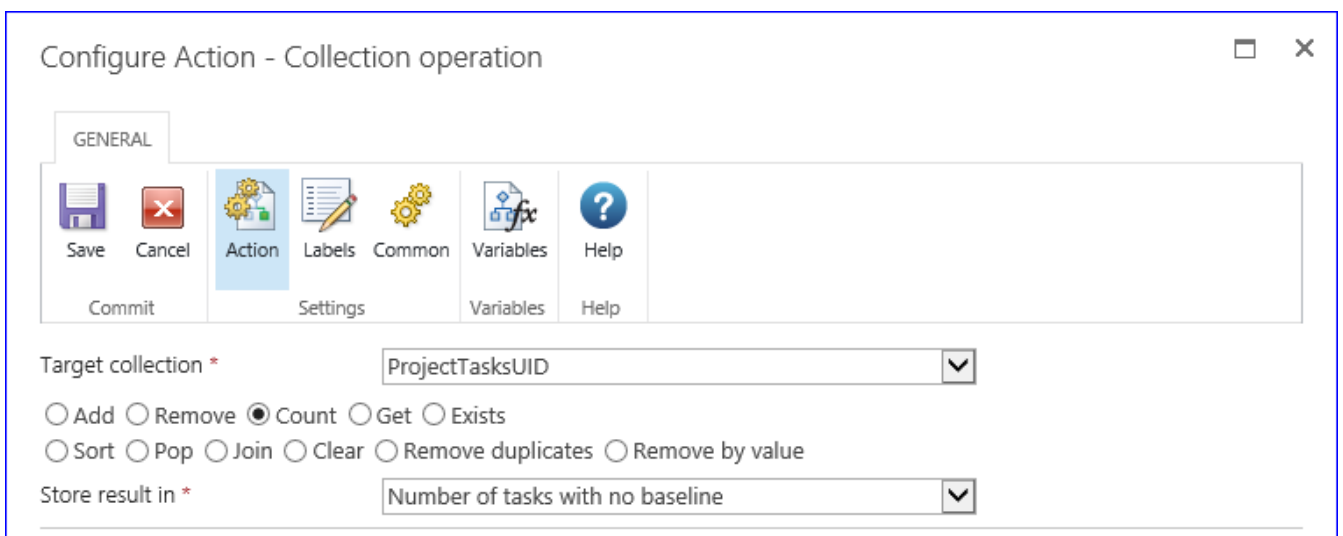 Configure Action - Collection operation
GENERAL
Save Cancel Action Labels Common Variables Help
Commit Settings Variables Help
Target collection * ProjectTasksUID
Add Remove Count Get Exists
Sort Pop Join Clear Remove duplicates Remove by value
Store result in * Number of tasks with no baseline